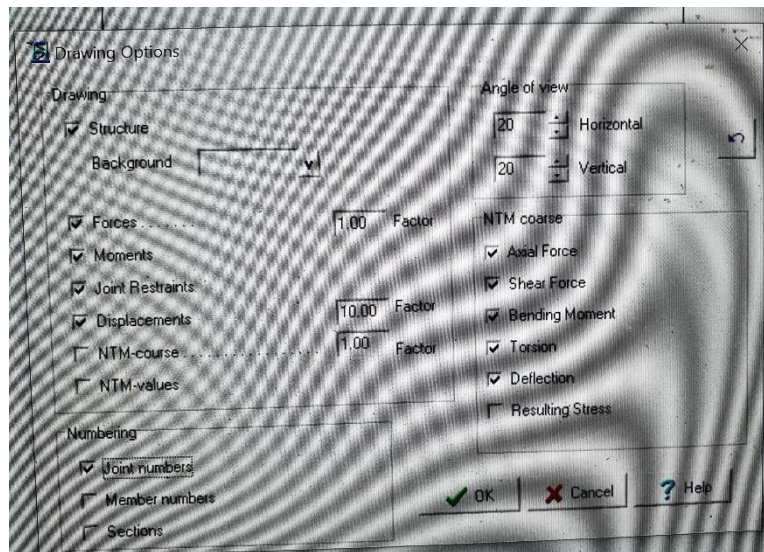 Drawing Options
Drawing
Structure
Background
Forces . . . . . . . 1.00 Factor
Moments
Joint Restraints
Displacements 10.00 Factor
NTM-course . . . . . . . . . . . . . . . 1.00 Factor
NTM-values
Numbering
Joint numbers
Member numbers
Sections
Angle of view
20 Horizontal
20 Vertical
NTM coarse
Axial Force
Shear Force
Bending Moment
Torsion
Deflection
Resulting Stress
OK Cancel ? Help